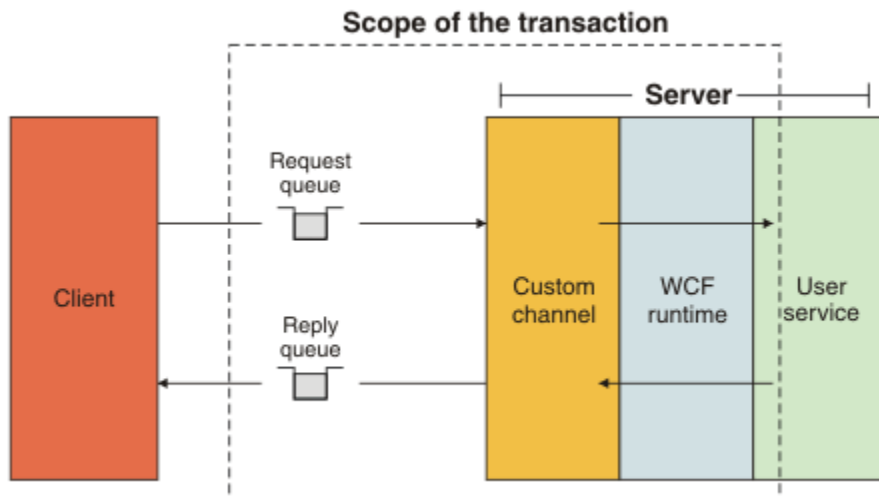 Scope of the transaction
Server
Request
queue
Client
Custom
channel
WCF
runtime
User
service
Reply
queue